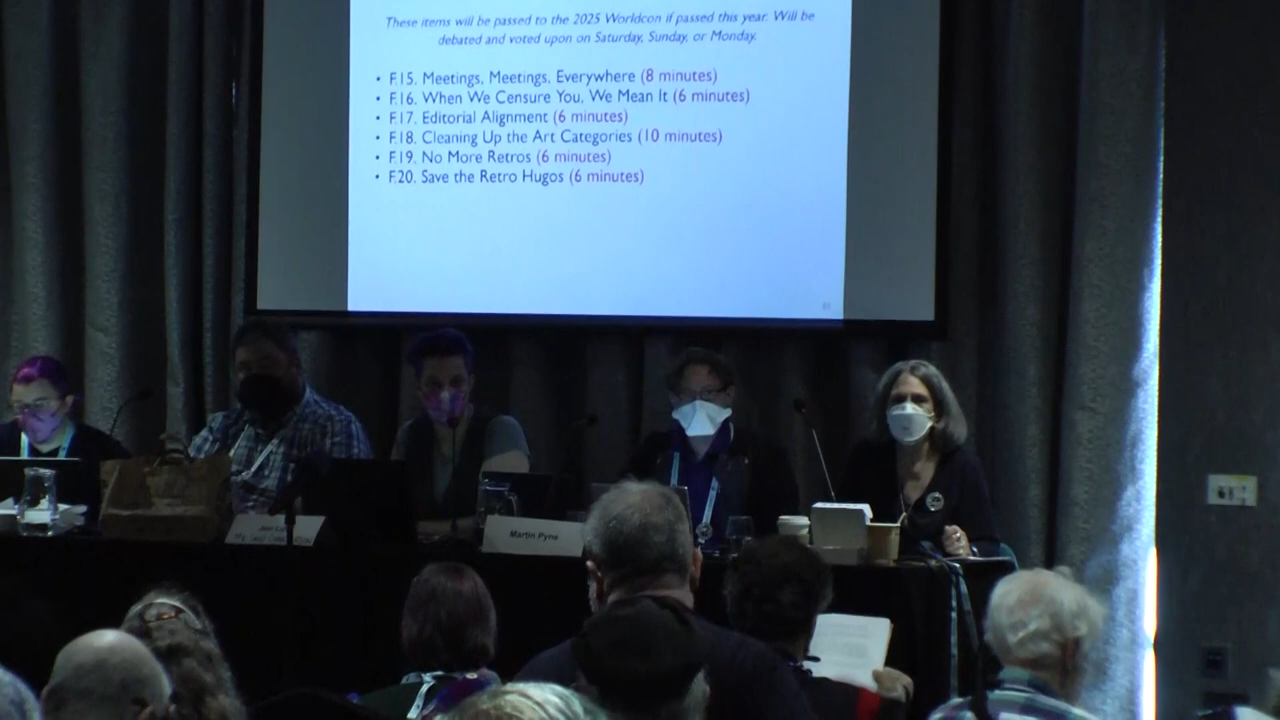 These items will be passed to the 2025 Worldcon if passed this year. Will be
debated and voted upon on Saturday, Sunday, or Monday.
• F.15. Meetings, Meetings, Everywhere (8 minutes)
• F.16. When We Censure You, We Mean It (6 minutes)
• F.17. Editorial Alignment (6 minutes)
• F.18. Cleaning Up the Art Categories (10 minutes)
• F.19. No More Retros (6 minutes)
• F.20. Save the Retro Hugos (6 minutes)
Martin Pyne